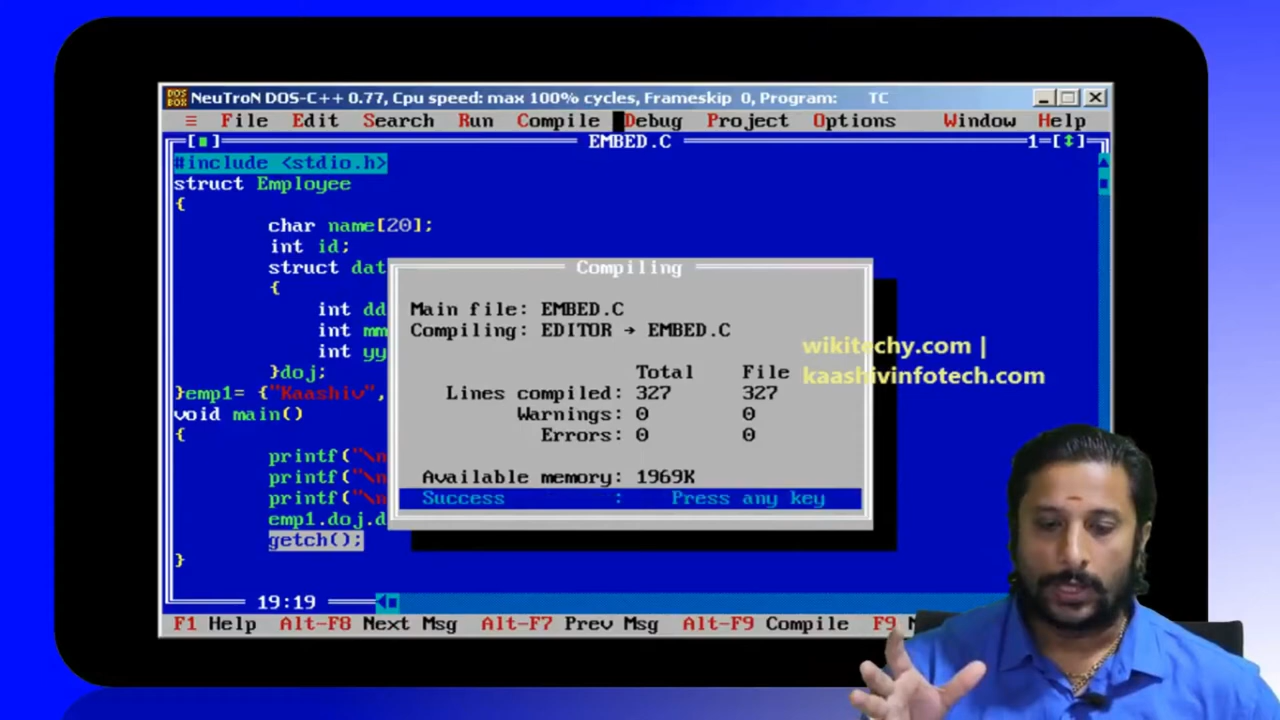 DOS BOX NeuTroN DOS-C++ 0.77, Cpu speed: max 100% cycles, Frameskip 0, Program: TC
≡ File Edit Search Run Compile Debug Project Options Window Help
[■] EMBED.C 1=[↕]
#include <stdio.h>
struct Employee
{
char name[20];
int id;
struct dat
{
int dd
int mm
int yy
}doj;
}emp1= {"Kaashiv",
void main()
{
printf("\n
printf("\n
printf("\n
emp1.doj.d
getch();
}
19:19
Compiling
Main file: EMBED.C
Compiling: EDITOR → EMBED.C
Total File
Lines compiled: 327 327
Warnings: 0 0
Errors: 0 0
Available memory: 1969K
Success : Press any key
wikitechy.com |
kaashivinfotech.com
F1 Help Alt-F8 Next Msg Alt-F7 Prev Msg Alt-F9 Compile F9